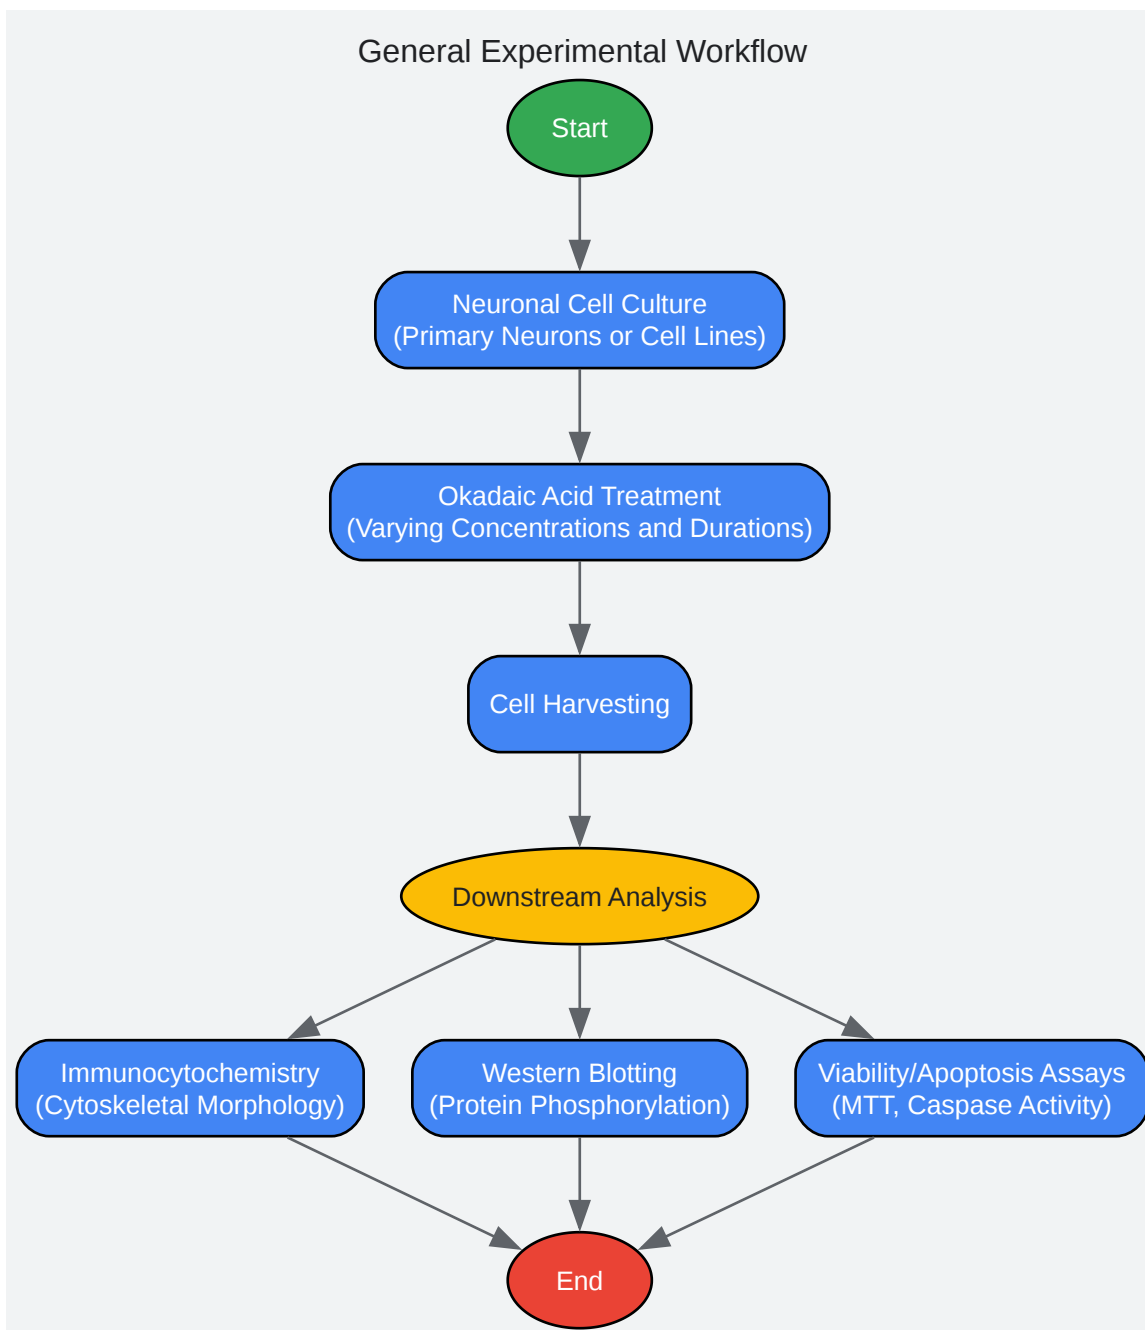 General Experimental Workflow
Start
Neuronal Cell Culture
(Primary Neurons or Cell Lines)
Okadaic Acid Treatment
(Varying Concentrations and Durations)
Cell Harvesting
Downstream Analysis
Immunocytochemistry
(Cytoskeletal Morphology)
Western Blotting
(Protein Phosphorylation)
Viability/Apoptosis Assays
(MTT, Caspase Activity)
End